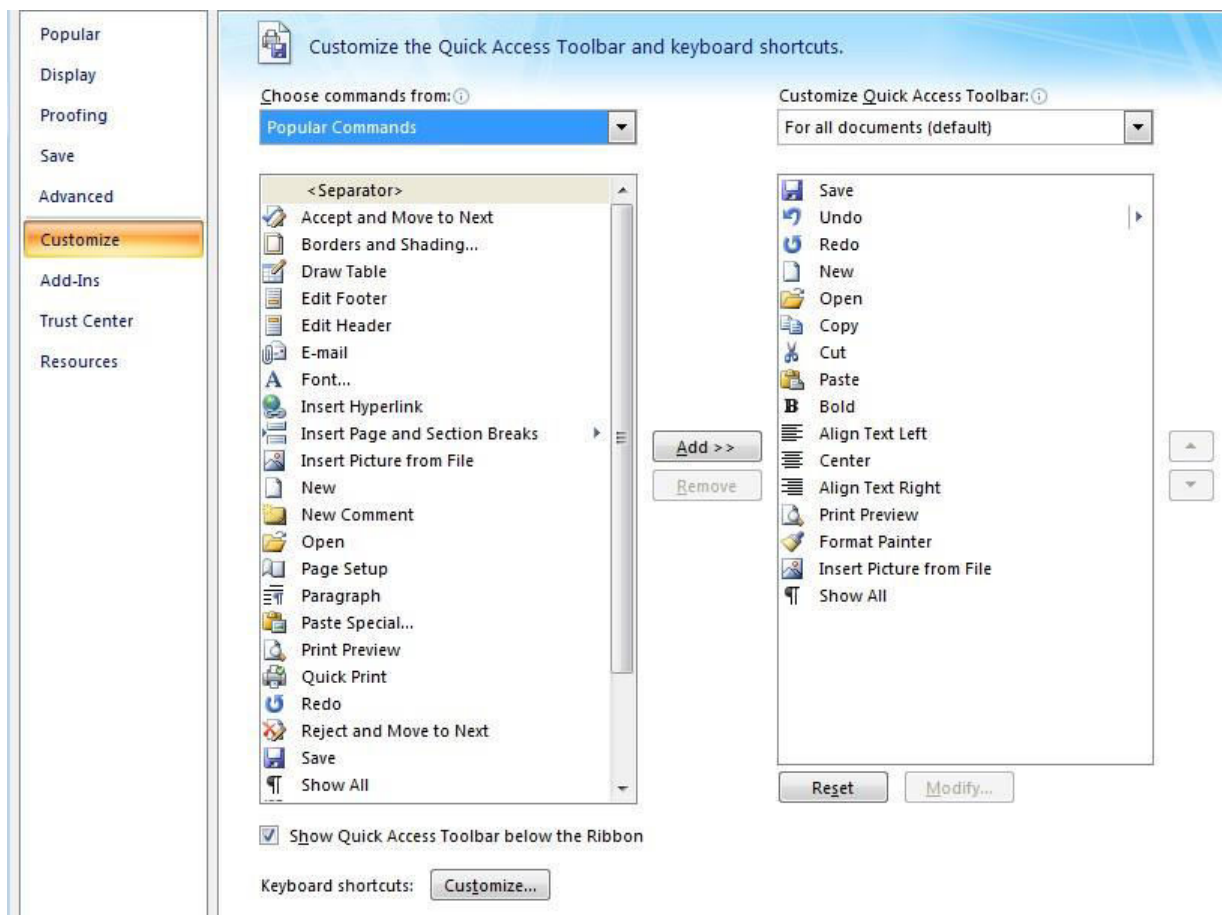 Popular
Display
Proofing
Save
Advanced
Customize
Add-Ins
Trust Center
Resources
Customize the Quick Access Toolbar and keyboard shortcuts.
Choose commands from:
Popular Commands
<Separator>
Accept and Move to Next
Borders and Shading...
Draw Table
Edit Footer
Edit Header
E-mail
Font...
Insert Hyperlink
Insert Page and Section Breaks
Insert Picture from File
New
New Comment
Open
Page Setup
Paragraph
Paste Special...
Print Preview
Quick Print
Redo
Reject and Move to Next
Save
Show All
Add >>
Remove
Customize Quick Access Toolbar:
For all documents (default)
Save
Undo
Redo
New
Open
Copy
Cut
Paste
Bold
Align Text Left
Center
Align Text Right
Print Preview
Format Painter
Insert Picture from File
Show All
Reset
Modify...
Show Quick Access Toolbar below the Ribbon
Keyboard shortcuts:
Customize...